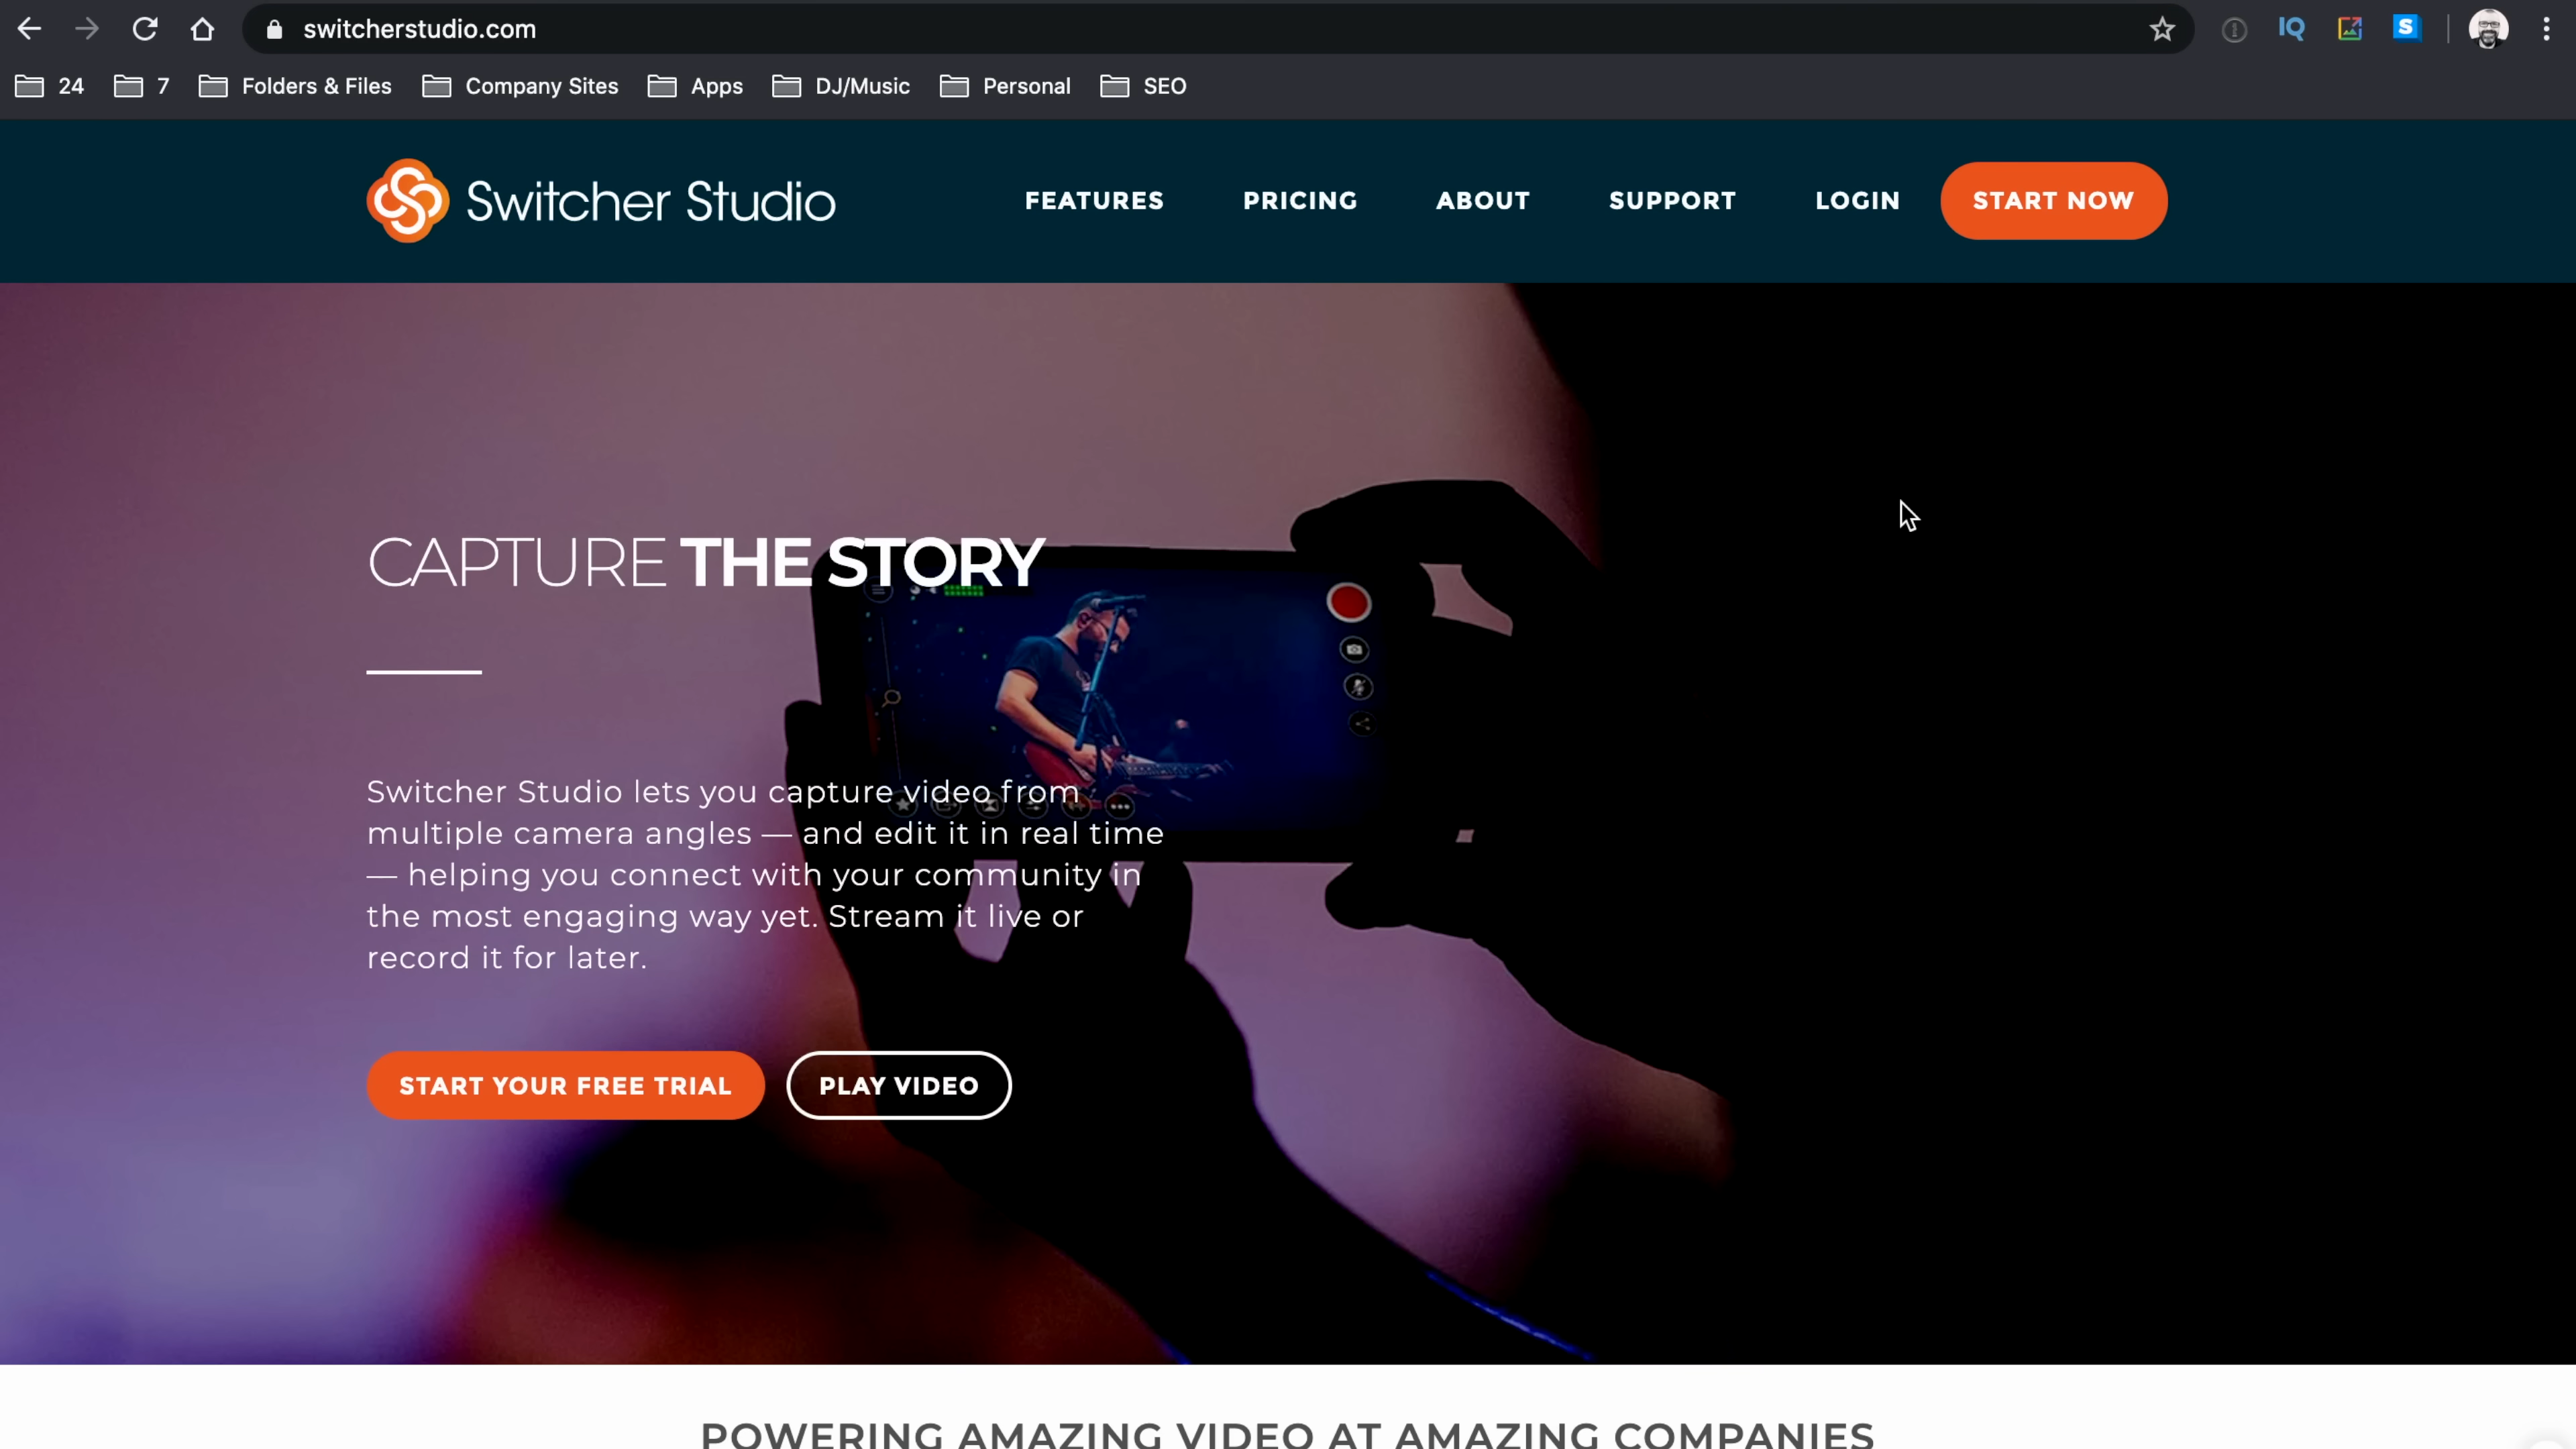 switcherstudio.com
IQ
S
24
7
Folders & Files
Company Sites
Apps
DJ/Music
Personal
SEO
Switcher Studio
FEATURES
PRICING
ABOUT
SUPPORT
LOGIN
START NOW
CAPTURE THE STORY
Switcher Studio lets you capture video from
multiple camera angles — and edit it in real time
— helping you connect with your community in
the most engaging way yet. Stream it live or
record it for later.
START YOUR FREE TRIAL
PLAY VIDEO
POWERING AMAZING VIDEO AT AMAZING COMPANIES